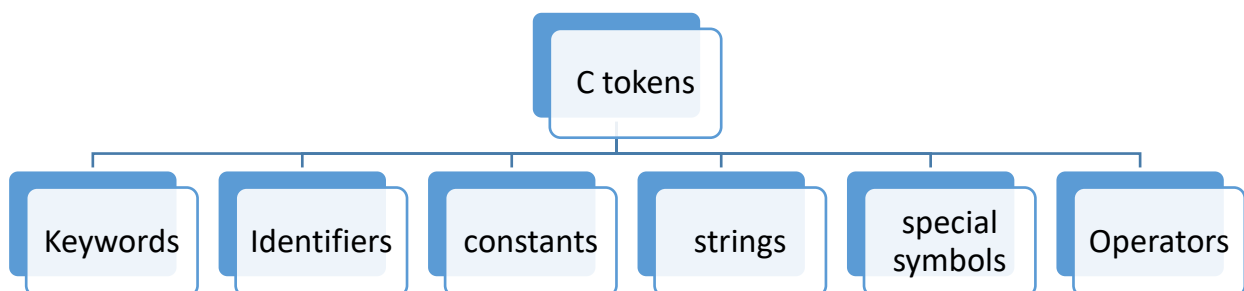 C tokens
Keywords
Identifiers
constants
strings
special
symbols
Operators